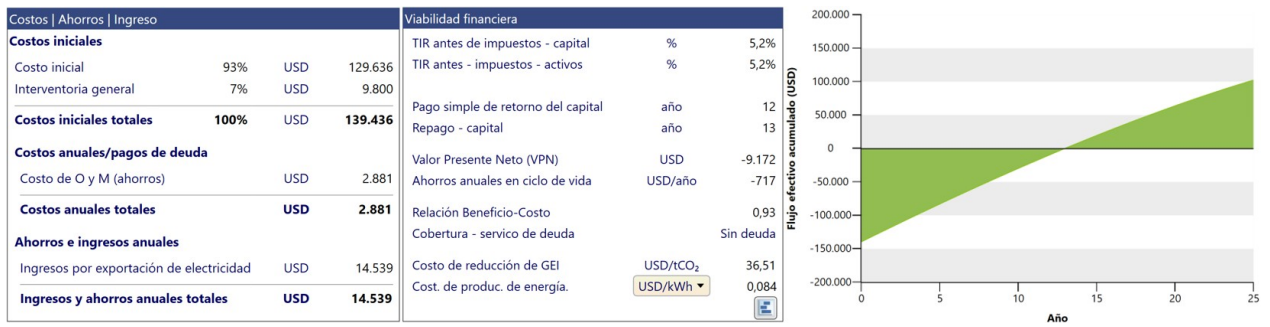 Costos | Ahorros | Ingreso
Costos iniciales
Costo inicial 93% USD 129.636
Interventoria general 7% USD 9.800
Costos iniciales totales 100% USD 139.436
Costos anuales/pagos de deuda
Costo de O y M (ahorros) USD 2.881
Costos anuales totales USD 2.881
Ahorros e ingresos anuales
Ingresos por exportación de electricidad USD 14.539
Ingresos y ahorros anuales totales USD 14.539
Viabilidad financiera
TIR antes de impuestos - capital % 5,2%
TIR antes - impuestos - activos % 5,2%
Pago simple de retorno del capital año 12
Repago - capital año 13
Valor Presente Neto (VPN) USD -9.172
Ahorros anuales en ciclo de vida USD/año -717
Relación Beneficio-Costo 0,93
Cobertura - servico de deuda Sin deuda
Costo de reducción de GEI USD/tCO₂ 36,51
Cost. de produc. de energía. USD/kWh 0,084
Flujo efectivo acumulado (USD)
200.000
150.000
100.000
50.000
0
-50.000
-100.000
-150.000
-200.000
0 5 10 15 20 25
Año